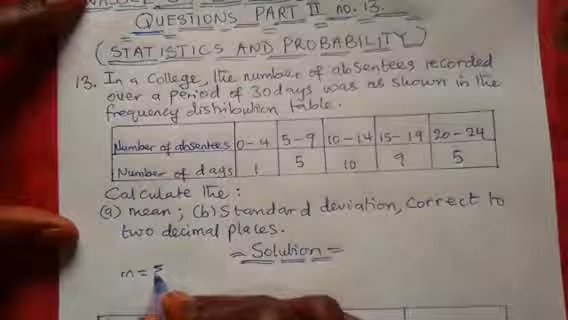 QUESTIONS PART II no. 13.
(STATISTICS AND PROBABILITY)
13. In a College, the number of absentees recorded
over a period of 30 days was as shown in the
frequency distribution table.
Number of absentees 0-4 5-9 10-14 15-19 20-24
Number of days 1 5 10 9 5
Calculate the:
(a) mean; (b) Standard deviation, correct to
two decimal places.
= Solution =
m =